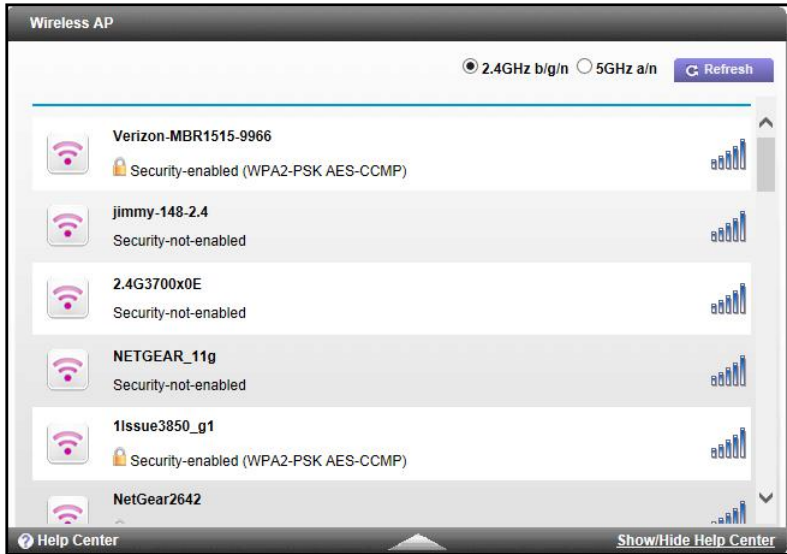 Wireless AP
2.4GHz b/g/n 5GHz a/n Refresh
Verizon-MBR1515-9966
Security-enabled (WPA2-PSK AES-CCMP)
jimmy-148-2.4
Security-not-enabled
2.4G3700x0E
Security-not-enabled
NETGEAR_11g
Security-not-enabled
1Issue3850_g1
Security-enabled (WPA2-PSK AES-CCMP)
NetGear2642
Help Center Show/Hide Help Center